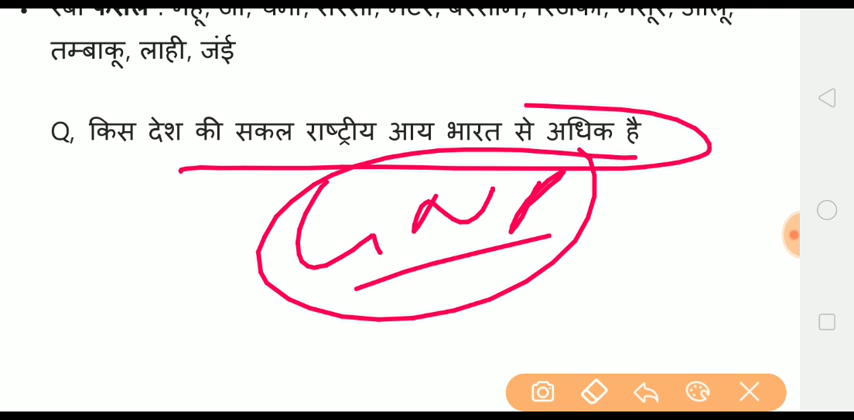 तम्बाकू, लाही, जंई
Q, किस देश की सकल राष्ट्रीय आय भारत से अधिक है
GNP